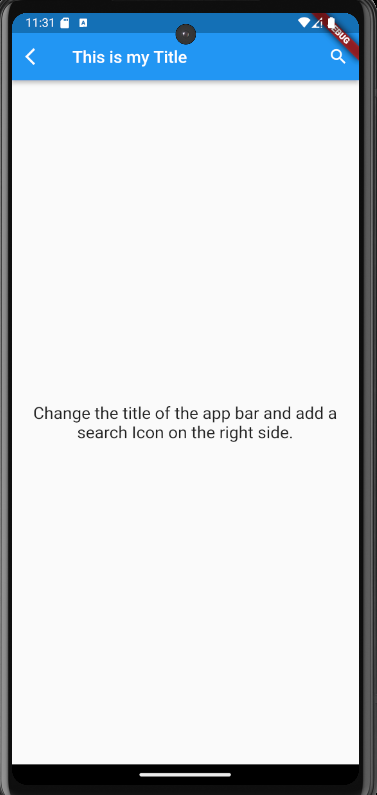 11:31 A
DEBUG
This is my Title
Change the title of the app bar and add a
search Icon on the right side.